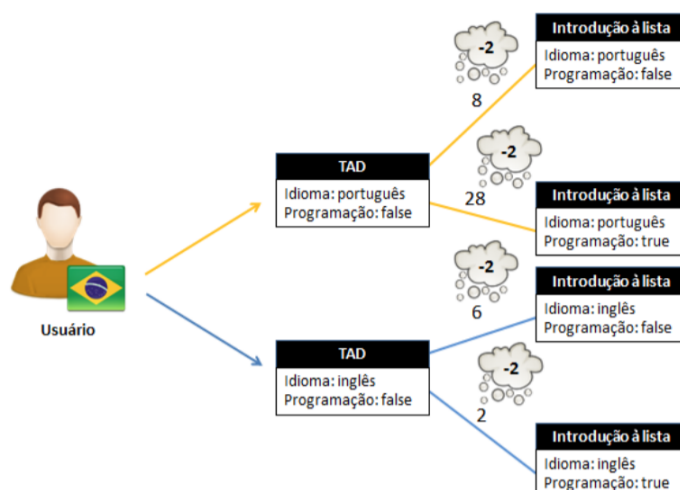 Introdução à lista
Idioma: português
Programação: false
-2
8
TAD
Idioma: português
Programação: false
-2
28
Introdução à lista
Idioma: português
Programação: true
Usuário
-2
6
Introdução à lista
Idioma: inglês
Programação: false
TAD
Idioma: inglês
Programação: false
-2
2
Introdução à lista
Idioma: inglês
Programação: true